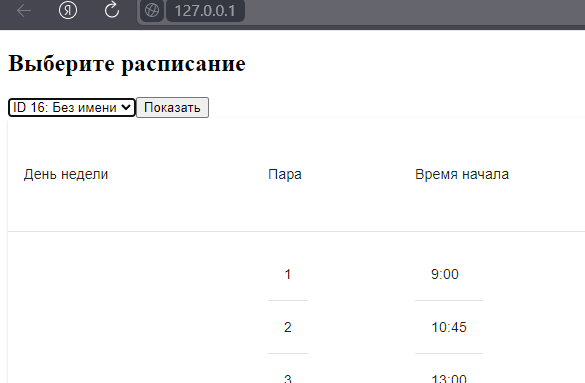 Я 127.0.0.1
Выберите расписание
ID 16: Без имени Показать
День недели Пара Время начала
1 9:00
2 10:45
3 13:00